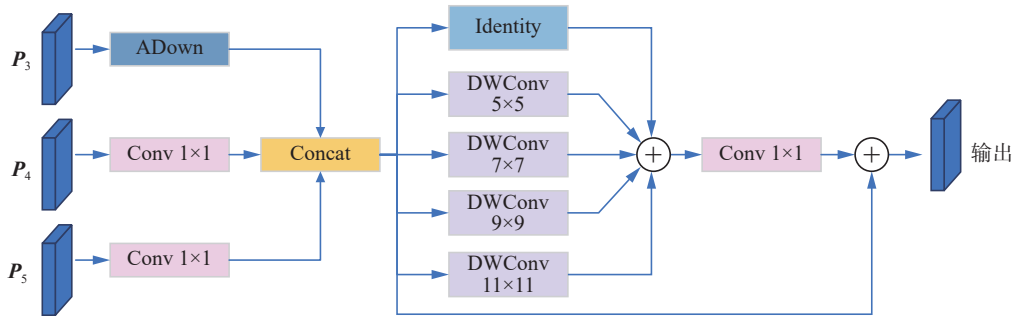 P3
ADown
P4
Conv 1×1
Concat
P5
Conv 1×1
Identity
DWConv
5×5
DWConv
7×7
DWConv
9×9
DWConv
11×11
+
Conv 1×1
+
输出